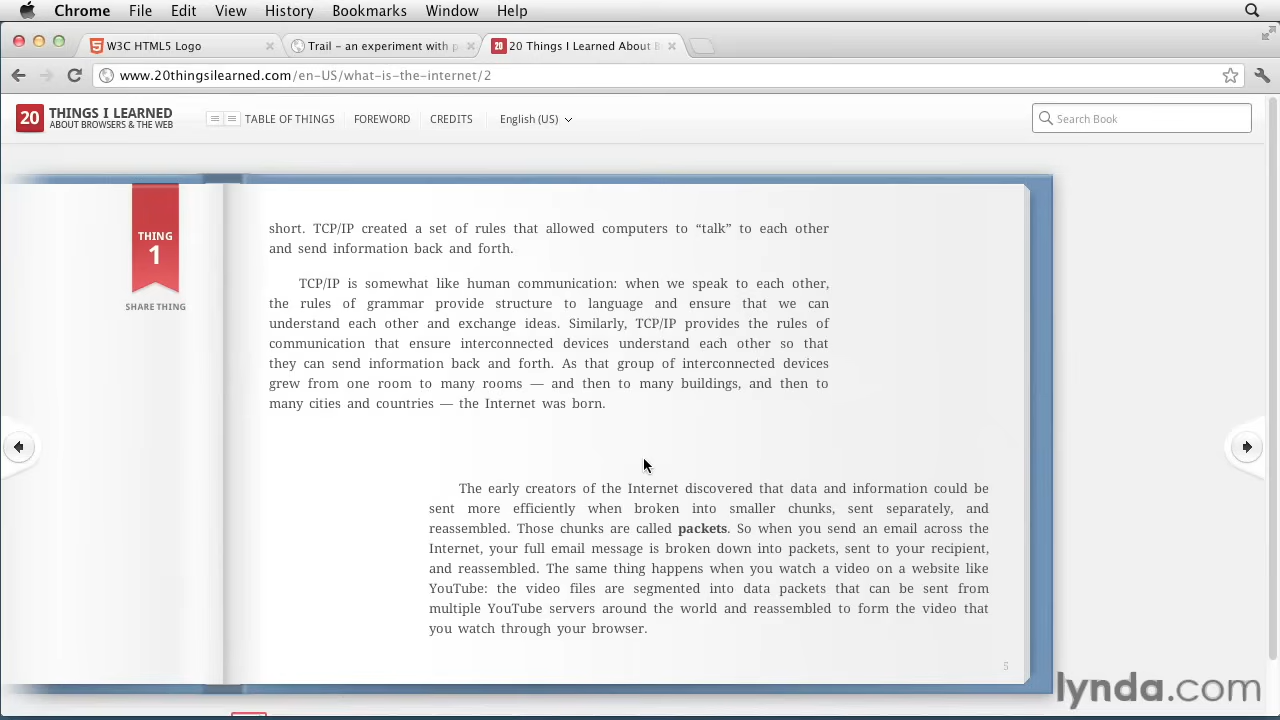 Chrome File Edit View History Bookmarks Window Help
W3C HTML5 Logo
Trail – an experiment with p
20 Things I Learned About B
www.20thingsilearned.com/en-US/what-is-the-internet/2
20
THINGS I LEARNED
ABOUT BROWSERS & THE WEB
TABLE OF THINGS
FOREWORD
CREDITS
English (US)
Search Book
THING
1
SHARE THING
short. TCP/IP created a set of rules that allowed computers to “talk” to each other
and send information back and forth.
TCP/IP is somewhat like human communication: when we speak to each other,
the rules of grammar provide structure to language and ensure that we can
understand each other and exchange ideas. Similarly, TCP/IP provides the rules of
communication that ensure interconnected devices understand each other so that
they can send information back and forth. As that group of interconnected devices
grew from one room to many rooms — and then to many buildings, and then to
many cities and countries — the Internet was born.
The early creators of the Internet discovered that data and information could be
sent more efficiently when broken into smaller chunks, sent separately, and
reassembled. Those chunks are called packets. So when you send an email across the
Internet, your full email message is broken down into packets, sent to your recipient,
and reassembled. The same thing happens when you watch a video on a website like
YouTube: the video files are segmented into data packets that can be sent from
multiple YouTube servers around the world and reassembled to form the video that
you watch through your browser.
5
lynda.com